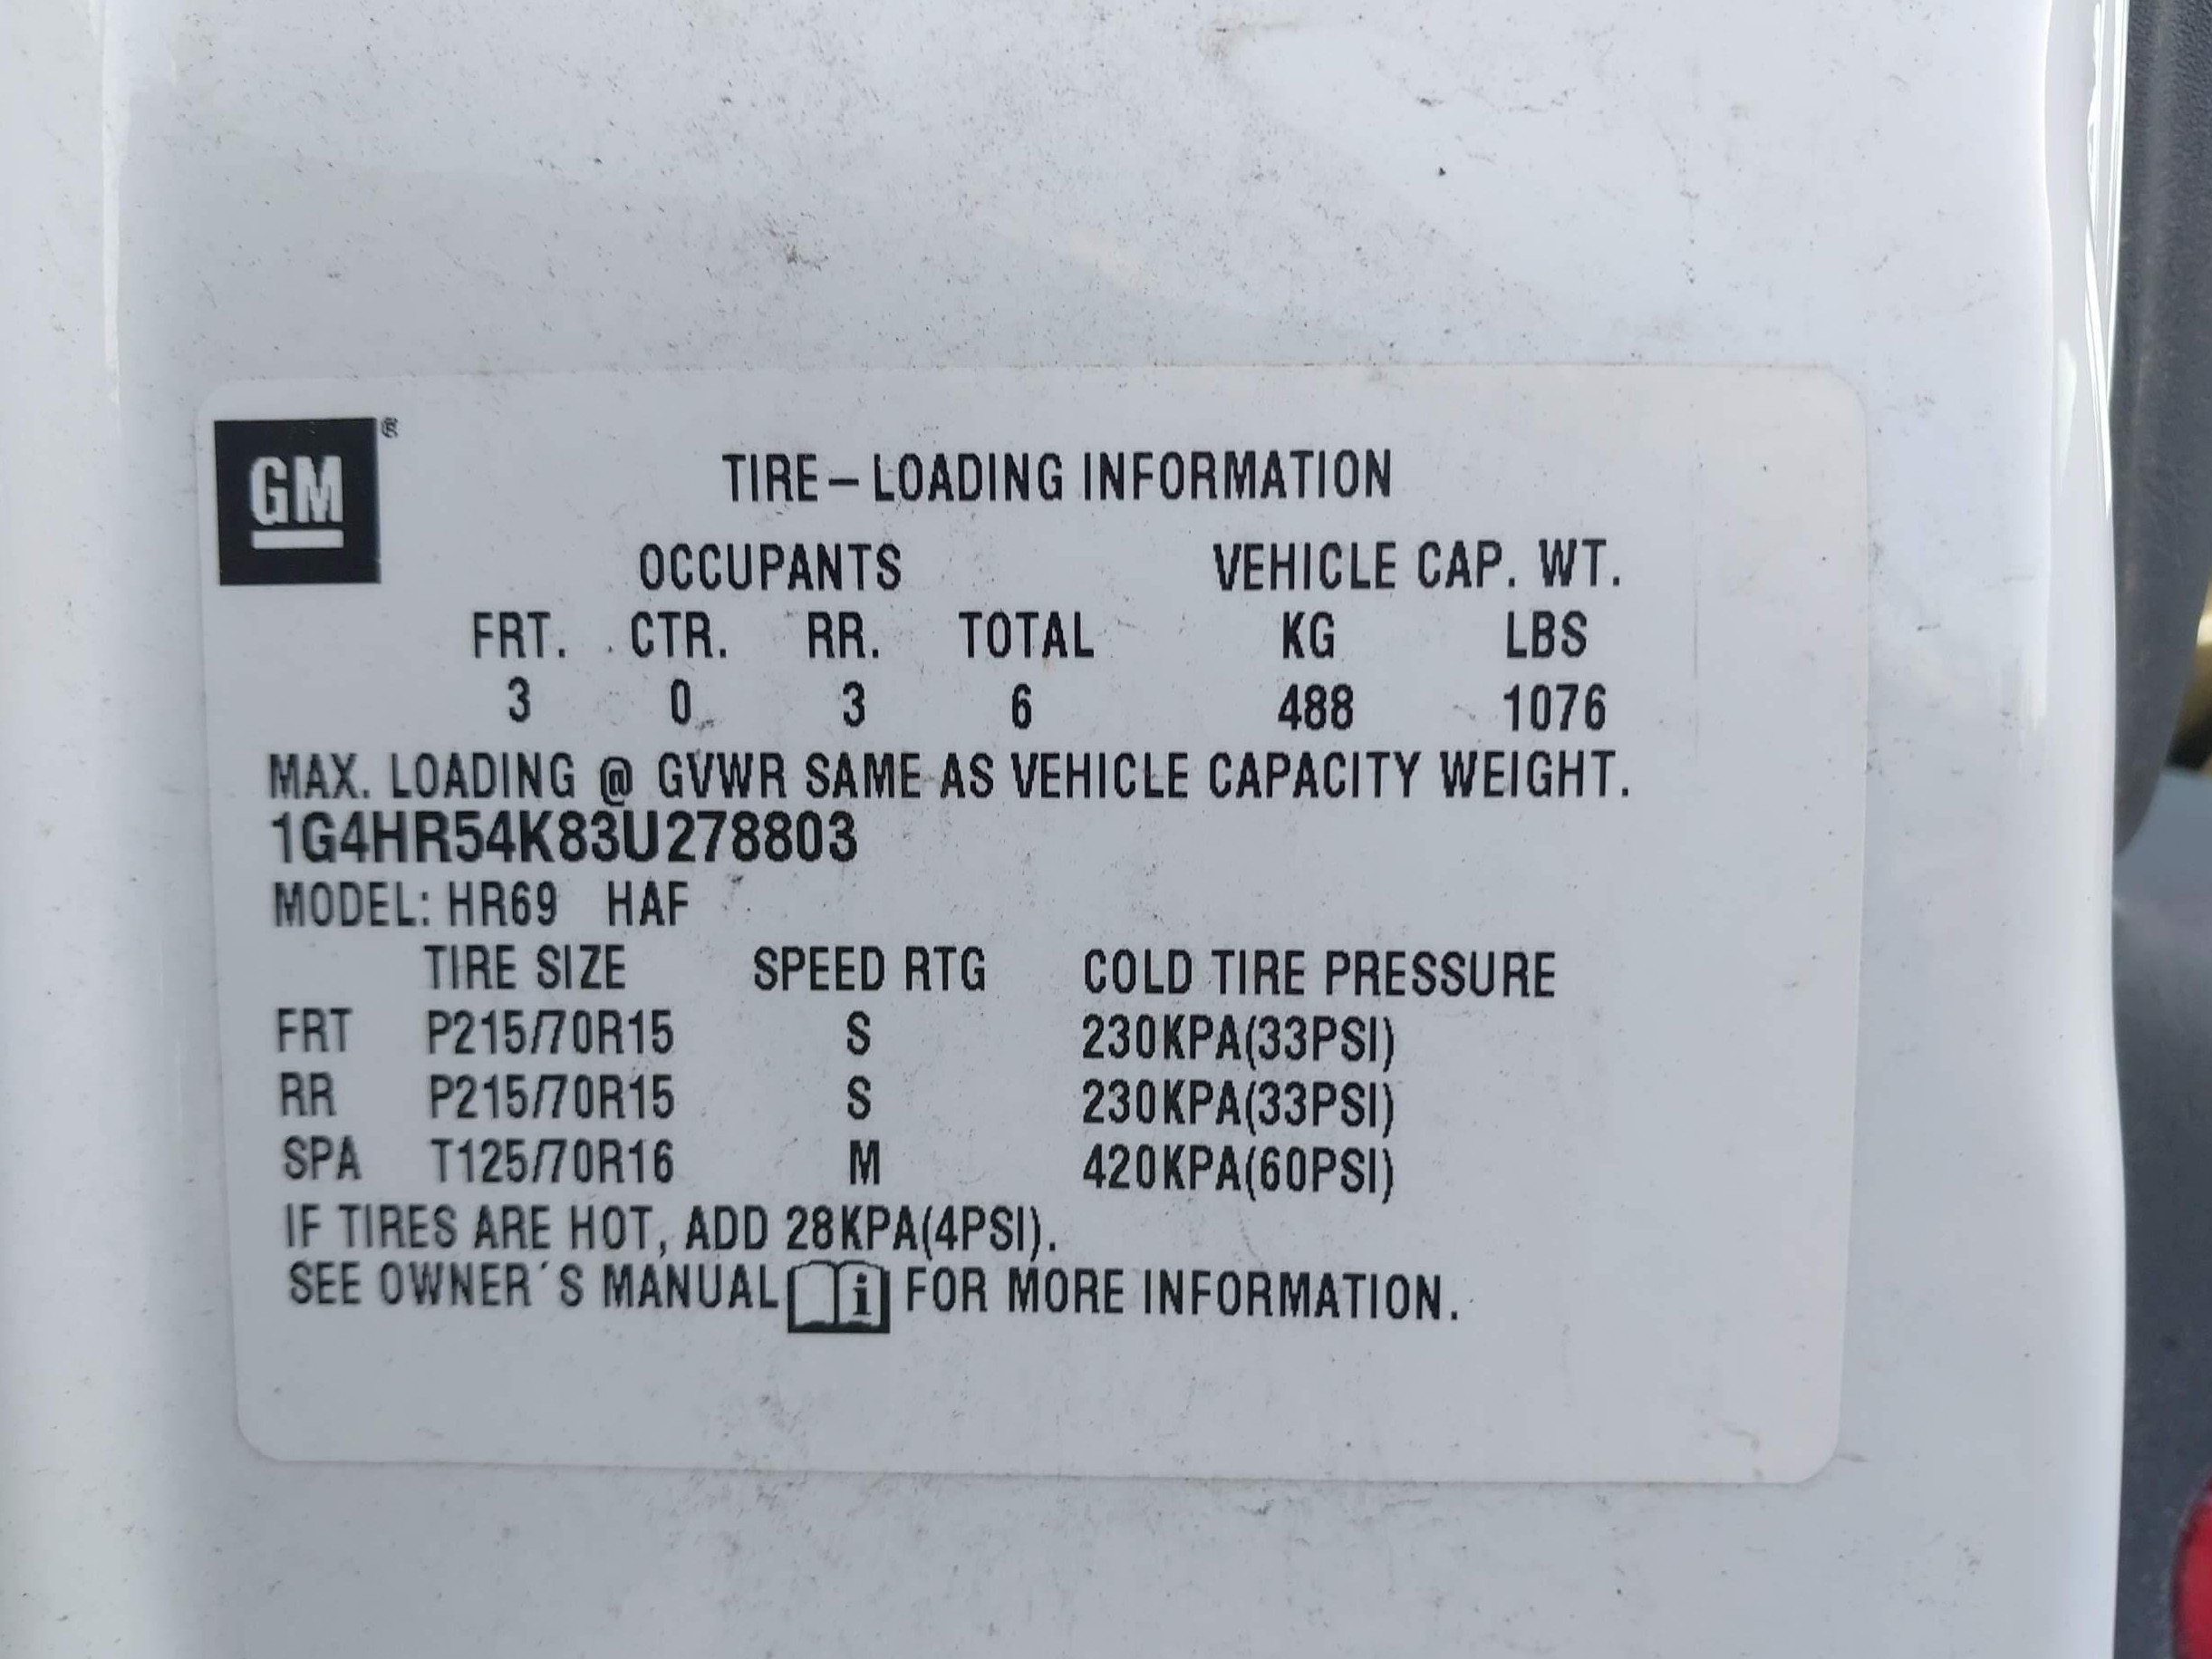 GM®
TIRE – LOADING INFORMATION
OCCUPANTS VEHICLE CAP. WT.
FRT. CTR. RR. TOTAL KG LBS
3 0 3 6 488 1076
MAX. LOADING @ GVWR SAME AS VEHICLE CAPACITY WEIGHT.
1G4HR54K83U278803
MODEL: HR69 HAF
TIRE SIZE SPEED RTG COLD TIRE PRESSURE
FRT P215/70R15 S 230KPA(33PSI)
RR P215/70R15 S 230KPA(33PSI)
SPA T125/70R16 M 420KPA(60PSI)
IF TIRES ARE HOT, ADD 28KPA(4PSI).
SEE OWNER´S MANUAL i FOR MORE INFORMATION.